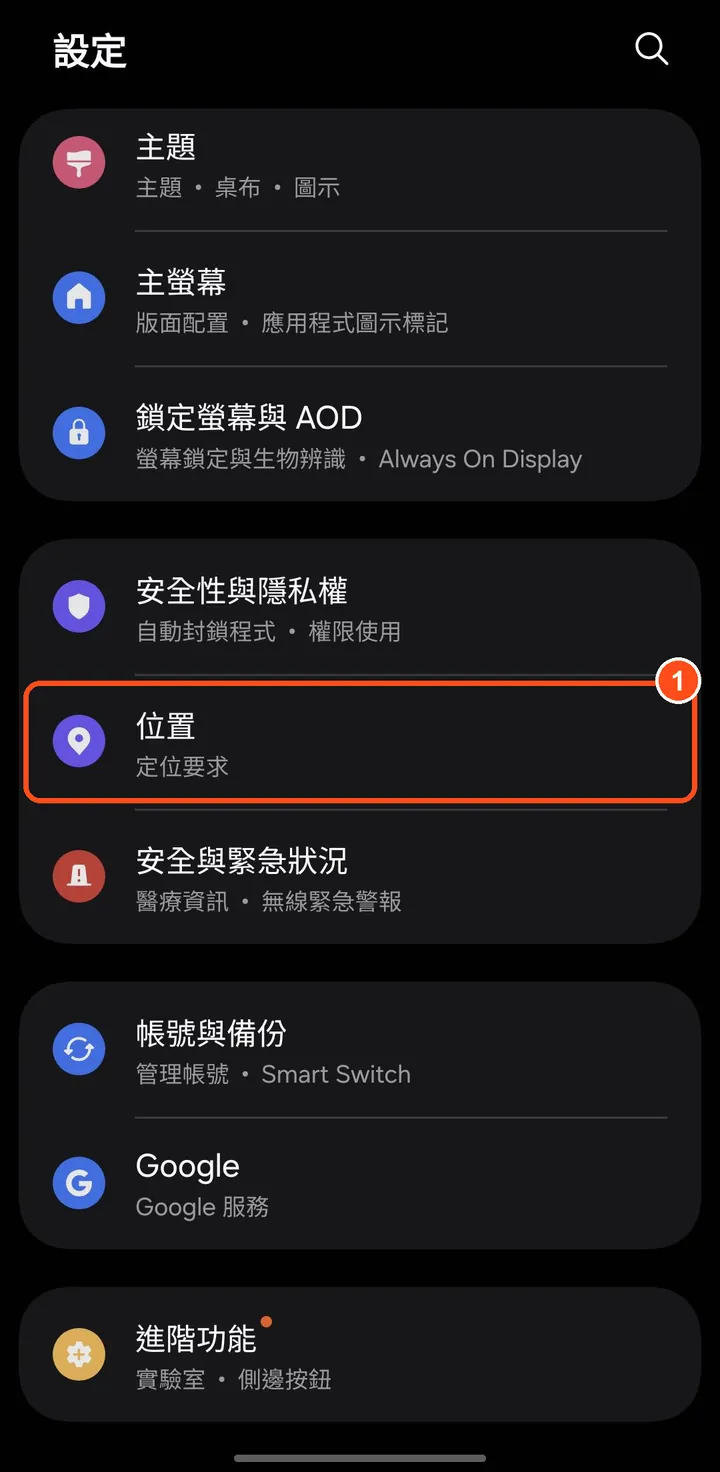 設定
主題
主題 • 桌布 • 圖示
主螢幕
版面配置 • 應用程式圖示標記
鎖定螢幕與 AOD
螢幕鎖定與生物辨識 • Always On Display
安全性與隱私權
自動封鎖程式 • 權限使用
1
位置
定位要求
安全與緊急狀況
醫療資訊 • 無線緊急警報
帳號與備份
管理帳號 • Smart Switch
Google
Google 服務
進階功能
實驗室 • 側邊按鈕